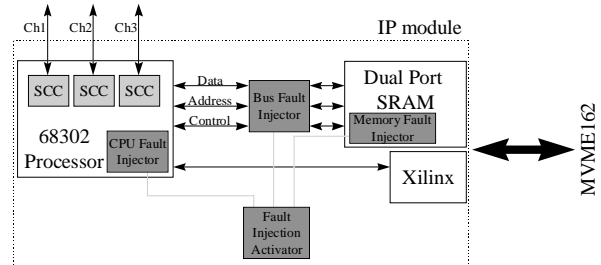 Ch1 Ch2 Ch3
IP module
SCC SCC SCC
68302
Processor
CPU Fault
Injector
Data
Address
Control
Bus Fault
Injector
Dual Port
SRAM
Memory Fault
Injector
Xilinx
Fault
Injection
Activator
MVME162